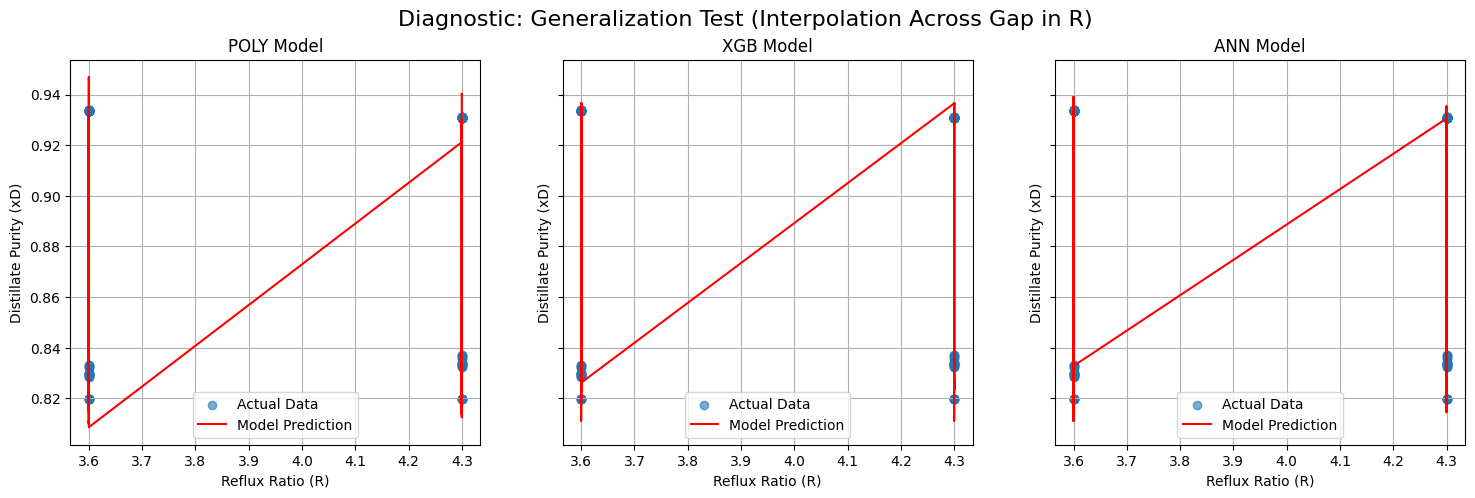 Diagnostic: Generalization Test (Interpolation Across Gap in R)
POLY Model
Distillate Purity (xD)
0.94
0.92
0.90
0.88
0.86
0.84
0.82
Actual Data
Model Prediction
3.6 3.7 3.8 3.9 4.0 4.1 4.2 4.3
Reflux Ratio (R)
XGB Model
Distillate Purity (xD)
Actual Data
Model Prediction
3.6 3.7 3.8 3.9 4.0 4.1 4.2 4.3
Reflux Ratio (R)
ANN Model
Distillate Purity (xD)
Actual Data
Model Prediction
3.6 3.7 3.8 3.9 4.0 4.1 4.2 4.3
Reflux Ratio (R)